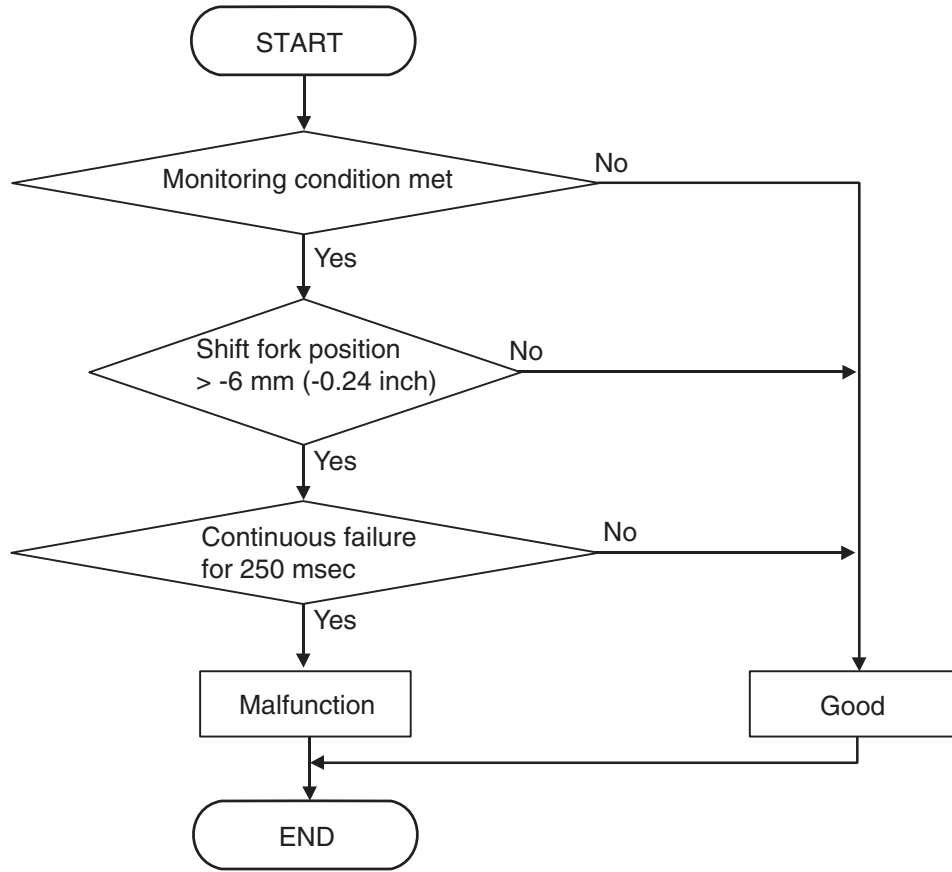 START
Monitoring condition met
No
Yes
Shift fork position
> -6 mm (-0.24 inch)
No
Yes
Continuous failure
for 250 msec
No
Yes
Malfunction
Good
END